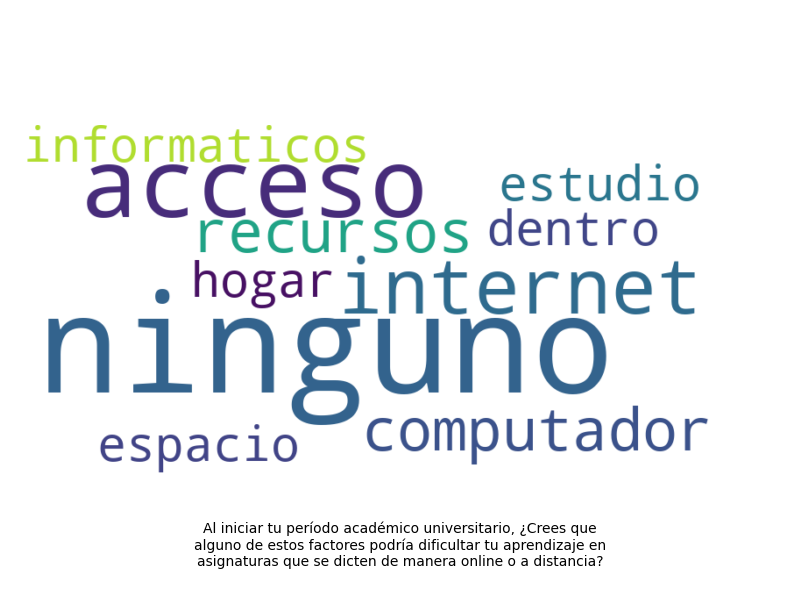 informaticos
acceso
estudio
recursos
dentro
hogar
internet
ninguno
computador
espacio
Al iniciar tu período académico universitario, ¿Crees que
alguno de estos factores podría dificultar tu aprendizaje en
asignaturas que se dicten de manera online o a distancia?